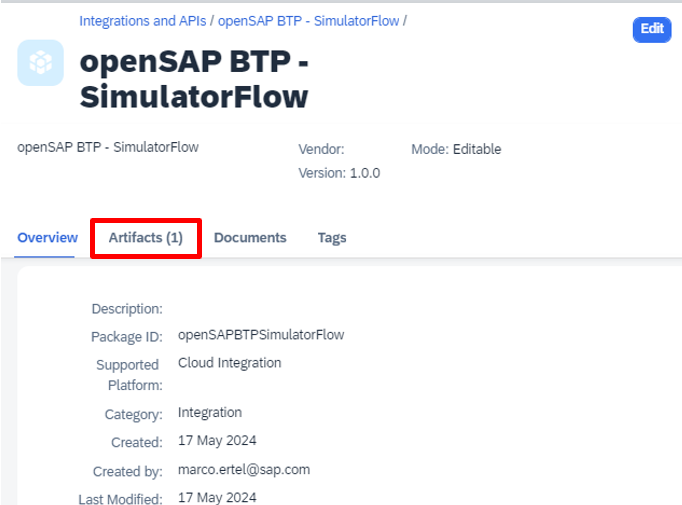 Integrations and APIs / openSAP BTP - SimulatorFlow /
Edit
openSAP BTP -
SimulatorFlow
openSAP BTP - SimulatorFlow
Vendor:
Mode: Editable
Version: 1.0.0
Overview Artifacts (1) Documents Tags
Description:
Package ID: openSAPBTPSimulatorFlow
Supported Cloud Integration
Platform:
Category: Integration
Created: 17 May 2024
Created by: marco.ertel@sap.com
Last Modified: 17 May 2024